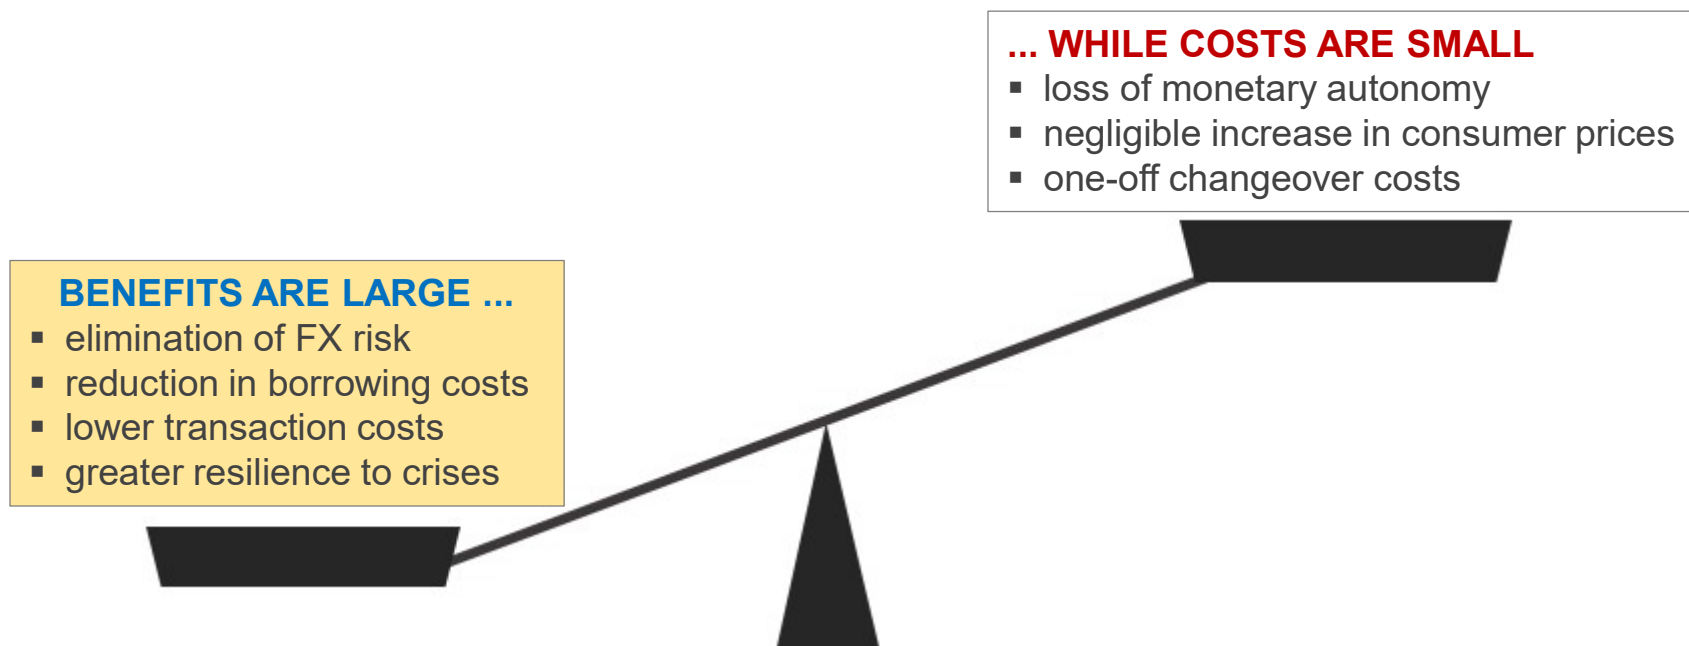 BENEFITS ARE LARGE ...
▪ elimination of FX risk
▪ reduction in borrowing costs
▪ lower transaction costs
▪ greater resilience to crises
... WHILE COSTS ARE SMALL
▪ loss of monetary autonomy
▪ negligible increase in consumer prices
▪ one-off changeover costs